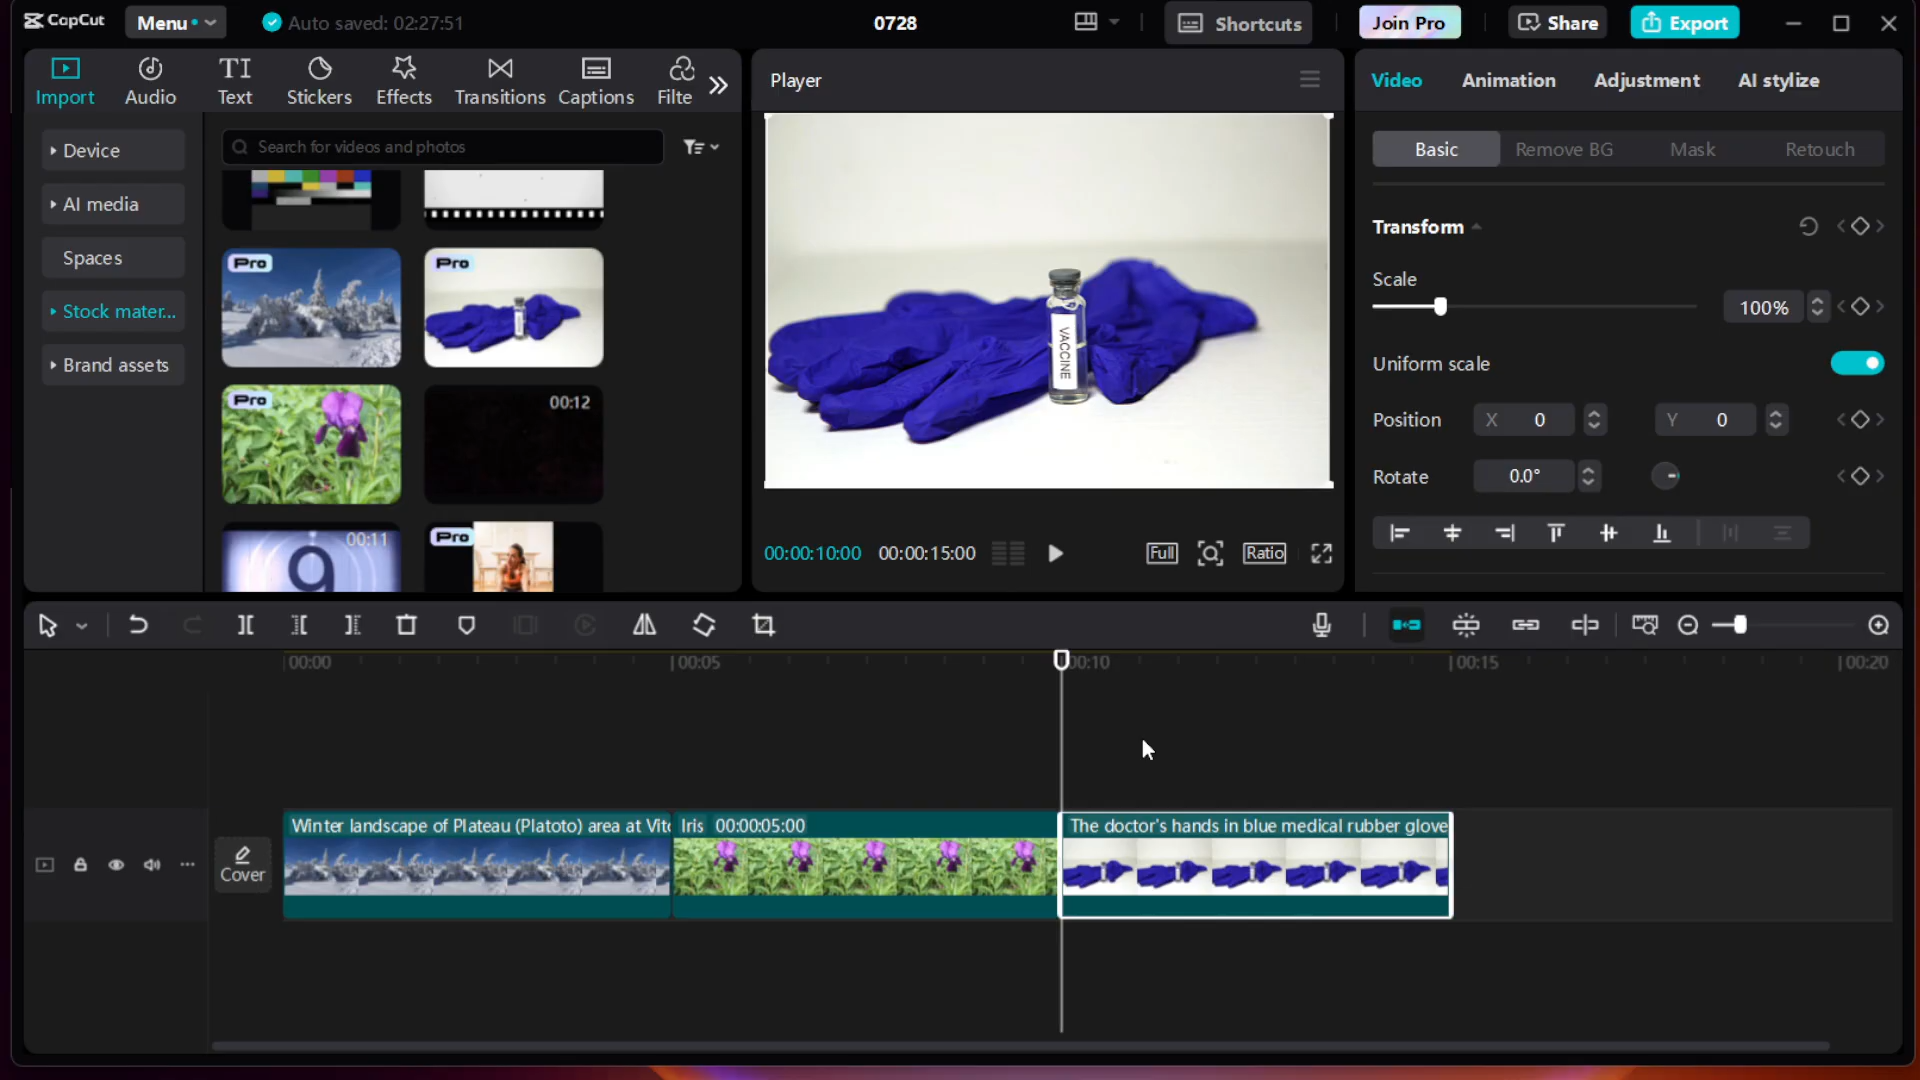 CapCut
Menu
Auto saved: 02:27:51
0728
Shortcuts
Join Pro
Share
Export
Import
Audio
TI
Text
Stickers
Effects
Transitions
Captions
Filte
Player
Video
Animation
Adjustment
AI stylize
Device
AI media
Spaces
Stock mater...
Brand assets
Search for videos and photos
Pro
Pro
Pro
00:12
00:11
9
Pro
VACCINE
00:00:10:00
00:00:15:00
Full
Ratio
Basic
Remove BG
Mask
Retouch
Transform
Scale
100%
Uniform scale
Position
X 0
Y 0
Rotate
0.0°
00:00
00:05
00:10
00:15
00:20
Cover
Winter landscape of Plateau (Platoto) area at Vito
Iris 00:00:05:00
The doctor's hands in blue medical rubber glove